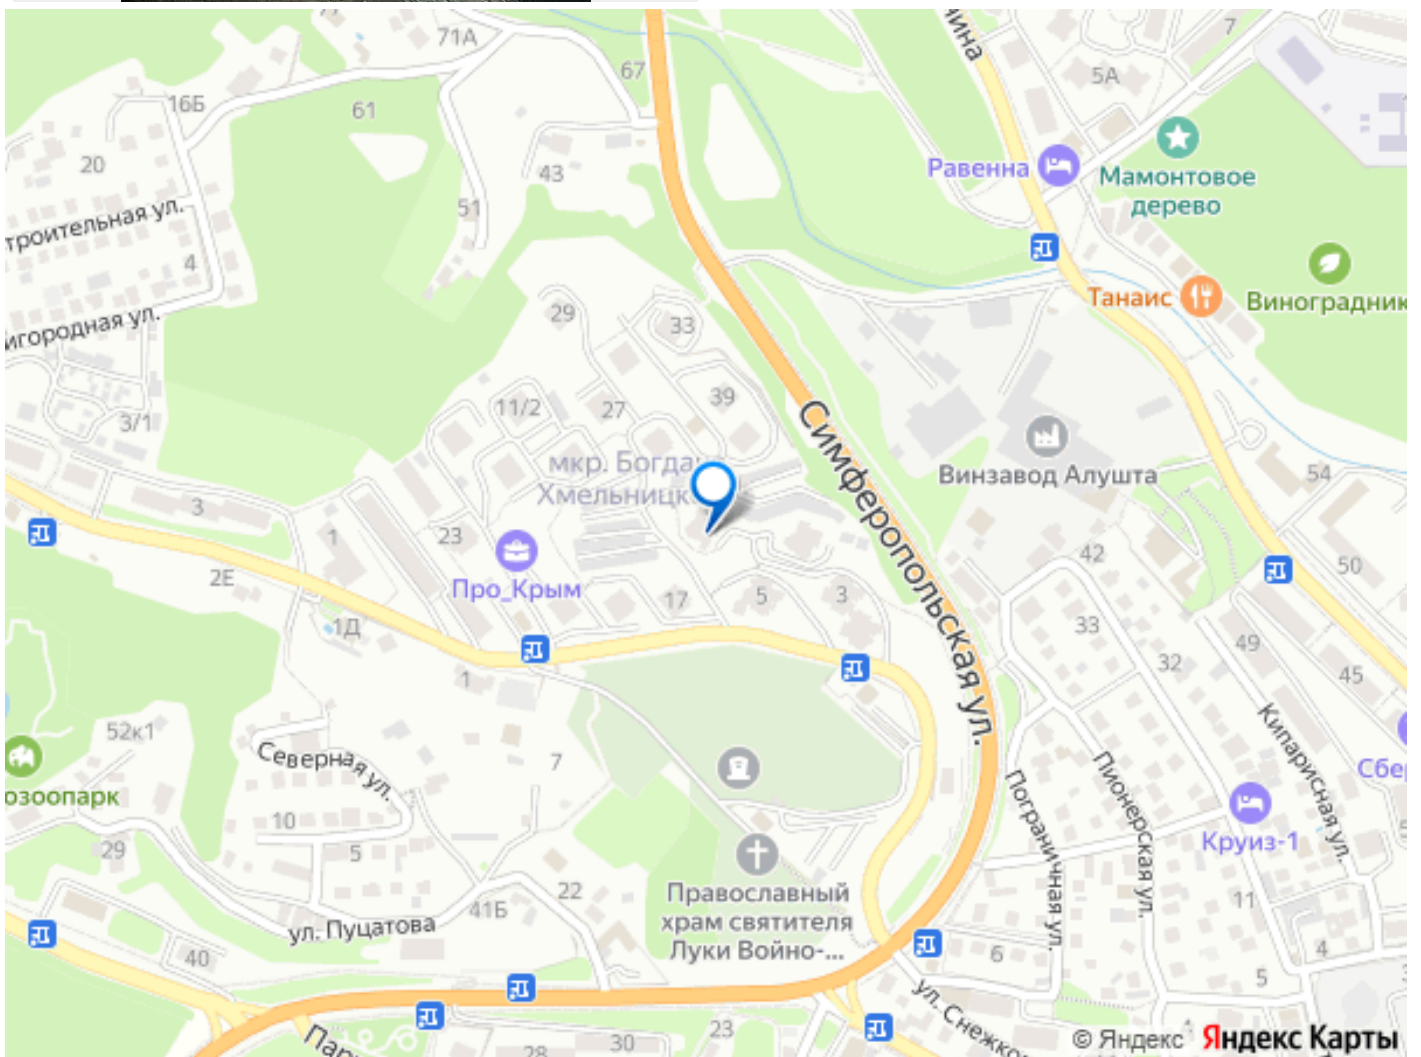 71А
67
7
5А
16Б
61
20
43
51
Равенна
Мамонтовое
дерево
троительная ул.
4
игородная ул.
29
33
Танаис
Виноградник
3/1
11/2
27
39
мкр. Богдана
Хмельницк
Симферопольская ул.
Винзавод Алушта
54
3
1
23
2Е
Про_Крым
17
5
3
42
50
1Д
33
32
49
45
1
52к1
Северная ул.
7
озоопарк
10
5
29
Пограничная ул.
Пионерская ул.
Кипарисная ул.
Сбе
Круиз-1
22
41Б
ул. Пуцатова
40
Православный
храм святителя
Луки Войно-...
11
6
4
5
ул. Снежко
Пар
28
30
23
© Яндекс
Яндекс Карты